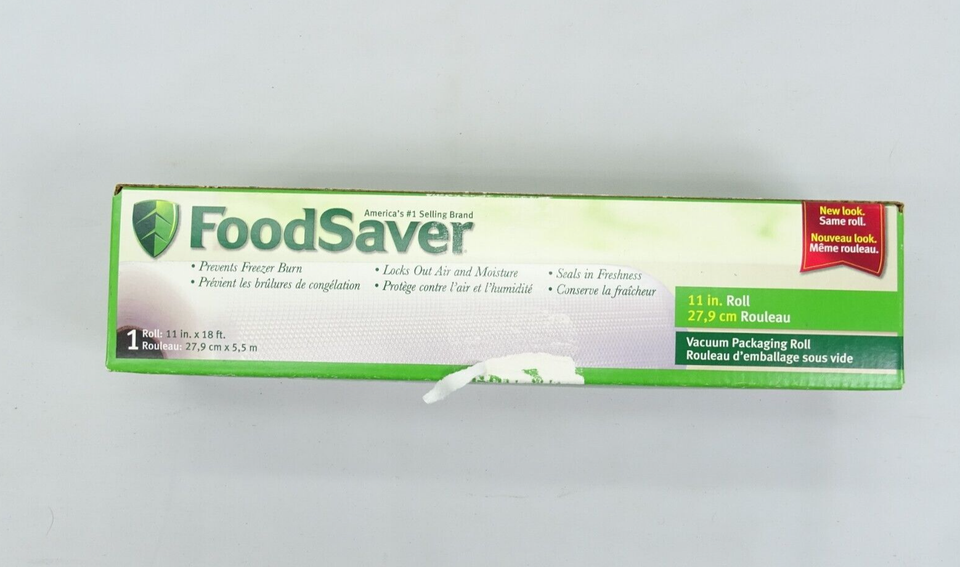 America's #1 Selling Brand
FoodSaver
New look.
Same roll.
Nouveau look.
Même rouleau.
• Prevents Freezer Burn
• Prévient les brûlures de congélation
• Locks Out Air and Moisture
• Protège contre l'air et l'humidité
• Seals in Freshness
• Conserve la fraîcheur
11 in. Roll
27,9 cm Rouleau
1 Roll: 11 in. x 18 ft.
Rouleau: 27,9 cm x 5,5 m
Vacuum Packaging Roll
Rouleau d'emballage sous vide